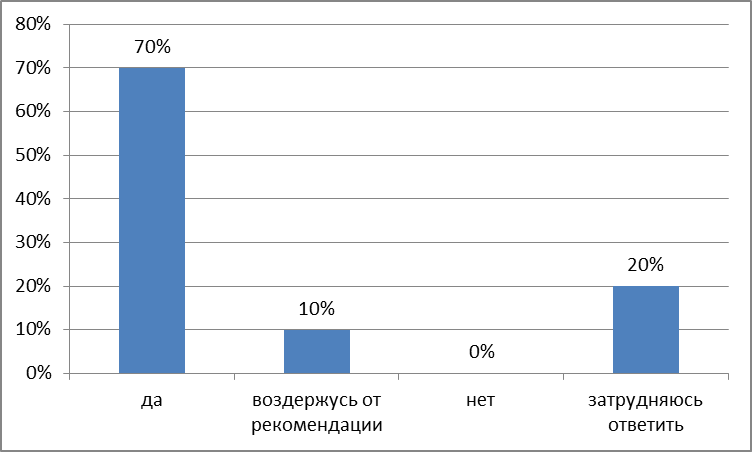 80%
70%
60%
50%
40%
30%
20%
10%
0%
70%
10%
0%
20%
да
воздержусь от
рекомендации
нет
затрудняюсь
ответить